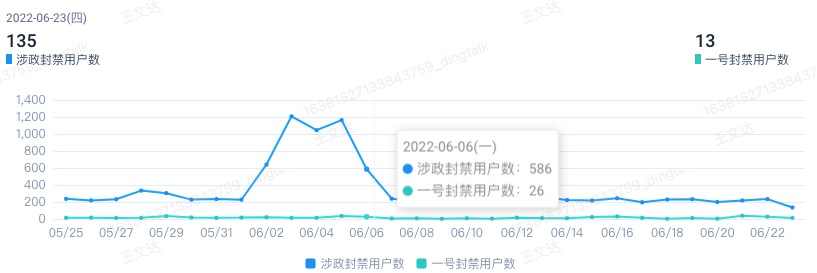 2022-06-23(四)
135
涉政封禁用户数
13
一号封禁用户数
王文达
16381527133843759_dingtalk
1,400
1,200
1,000
800
600
400
200
0
2022-06-06(一)
涉政封禁用户数: 586
一号封禁用户数: 26
05/25 05/27 05/29 05/31 06/02 06/04 06/06 06/08 06/10 06/12 06/14 06/16 06/18 06/20 06/22
涉政封禁用户数 一号封禁用户数